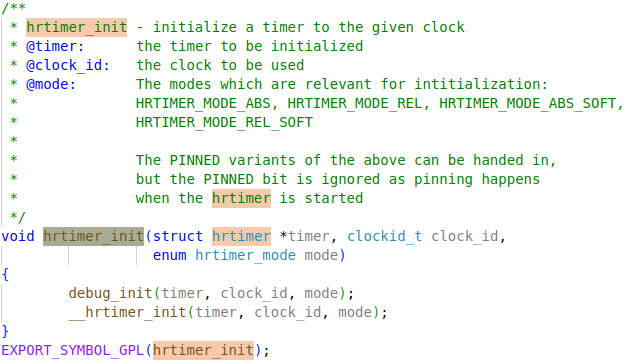 /**
 * hrtimer_init - initialize a timer to the given clock
 * @timer:      the timer to be initialized
 * @clock_id:   the clock to be used
 * @mode:       The modes which are relevant for intitialization:
 *              HRTIMER_MODE_ABS, HRTIMER_MODE_REL, HRTIMER_MODE_ABS_SOFT,
 *              HRTIMER_MODE_REL_SOFT
 *
 *              The PINNED variants of the above can be handed in,
 *              but the PINNED bit is ignored as pinning happens
 *              when the hrtimer is started
 */
void hrtimer_init(struct hrtimer *timer, clockid_t clock_id,
                  enum hrtimer_mode mode)
{
        debug_init(timer, clock_id, mode);
        __hrtimer_init(timer, clock_id, mode);
}
EXPORT_SYMBOL_GPL(hrtimer_init);